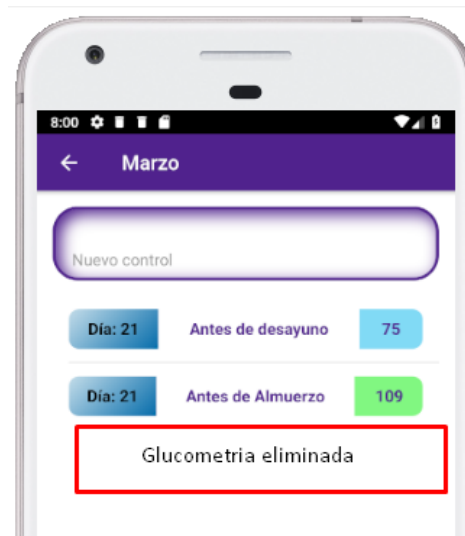 8:00
Marzo
Nuevo control
Día: 21 Antes de desayuno 75
Día: 21 Antes de Almuerzo 109
Glucometria eliminada